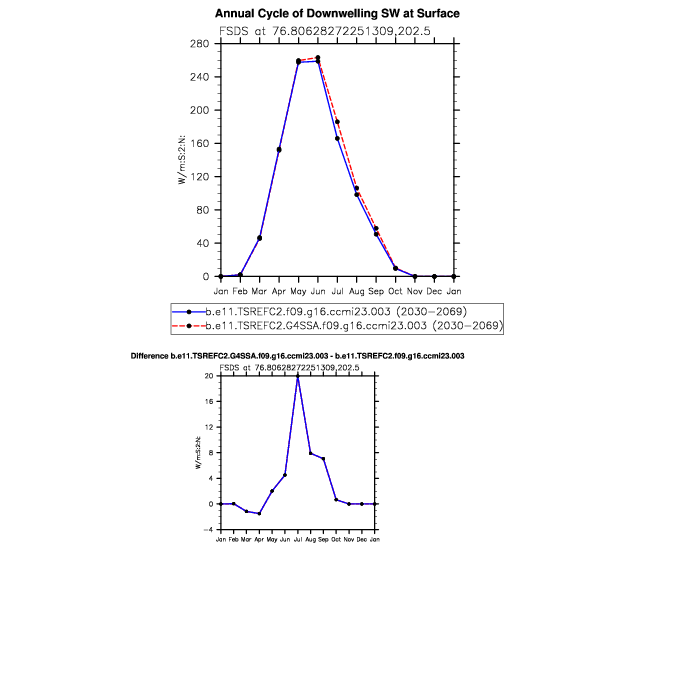 Annual Cycle of Downwelling SW at Surface
FSDS at 76.80628272251309,202.5
280
240
200
160
120
80
40
0
W/m:S:2:N:
Jan Feb Mar Apr May Jun Jul Aug Sep Oct Nov Dec Jan
b.e11.TSREFC2.f09.g16.ccmi23.003 (2030-2069)
b.e11.TSREFC2.G4SSA.f09.g16.ccmi23.003 (2030-2069)
Difference b.e11.TSREFC2.G4SSA.f09.g16.ccmi23.003 - b.e11.TSREFC2.f09.g16.ccmi23.003
FSDS at 76.80628272251309,202.5
20
16
12
8
4
0
-4
W/m:S:2:N:
Jan Feb Mar Apr May Jun Jul Aug Sep Oct Nov Dec Jan